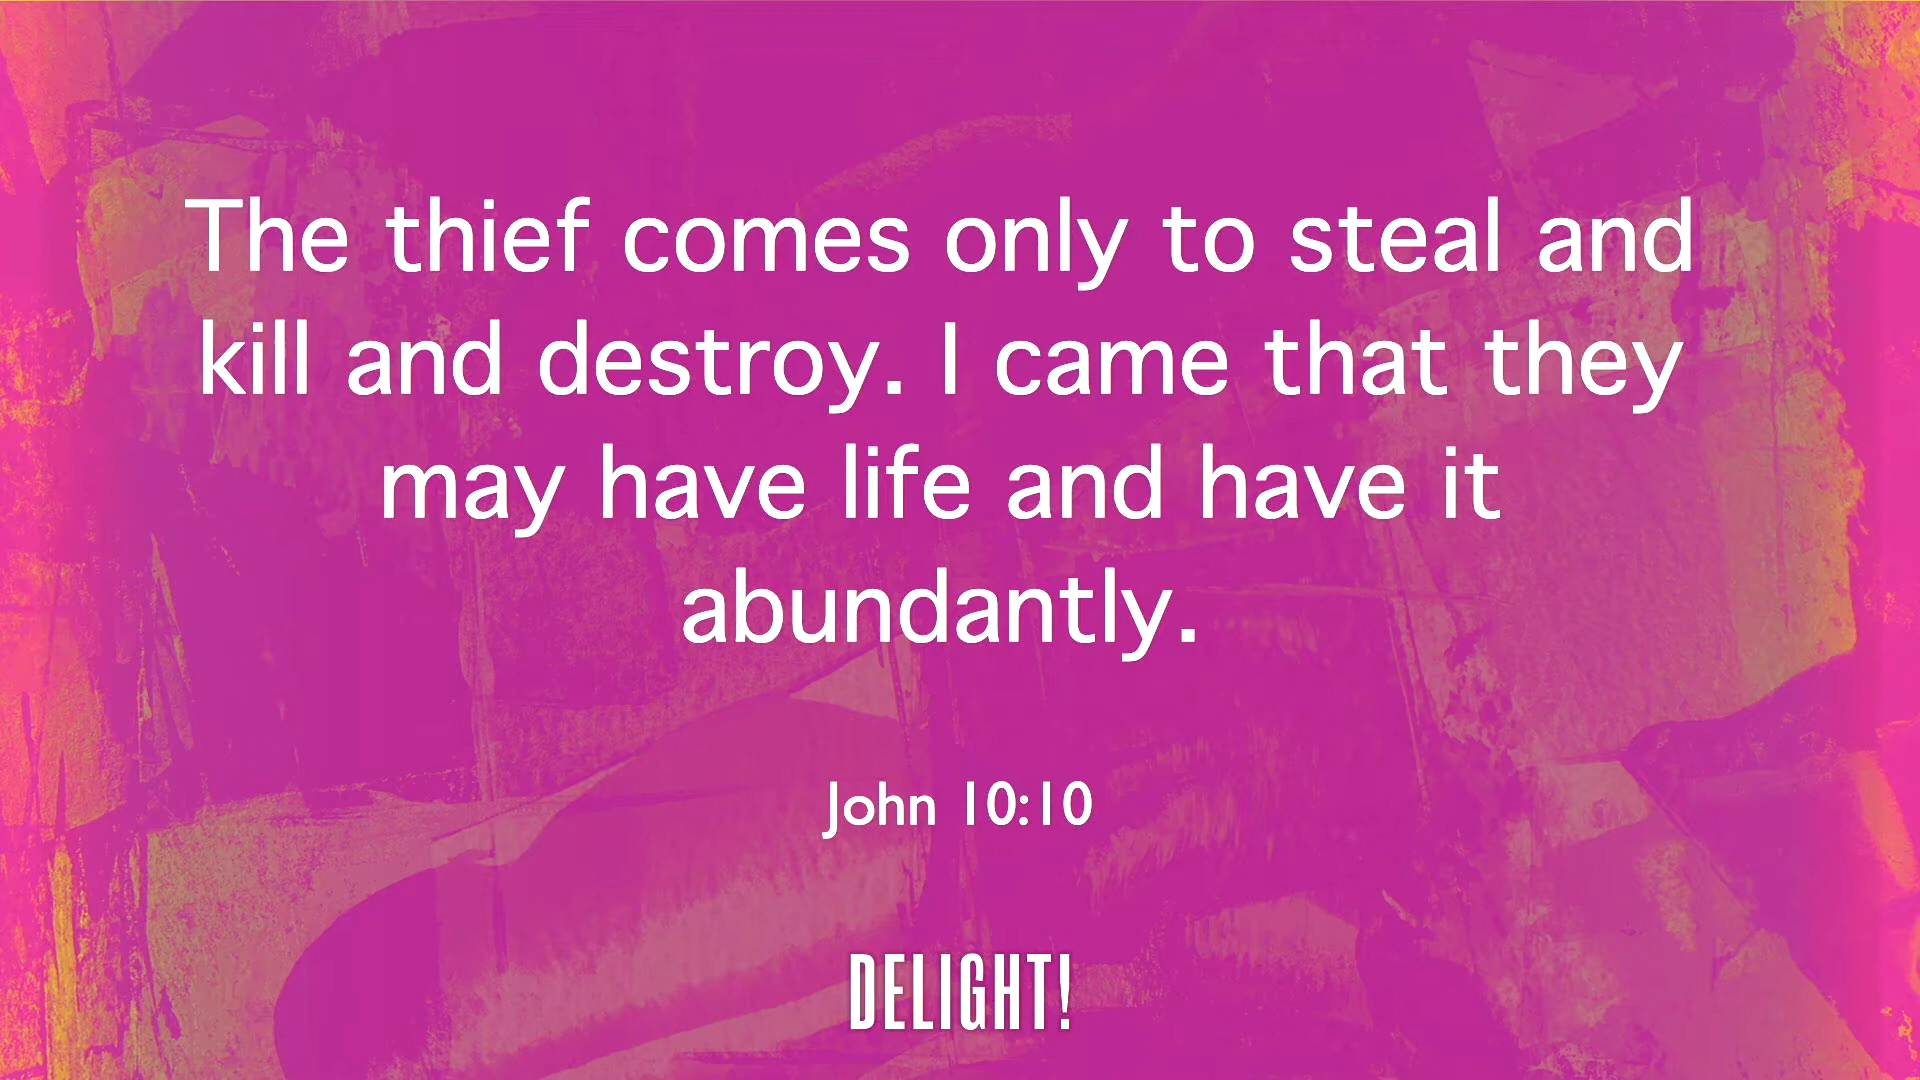 The thief comes only to steal and
kill and destroy. I came that they
may have life and have it
abundantly.
John 10:10
DELIGHT!